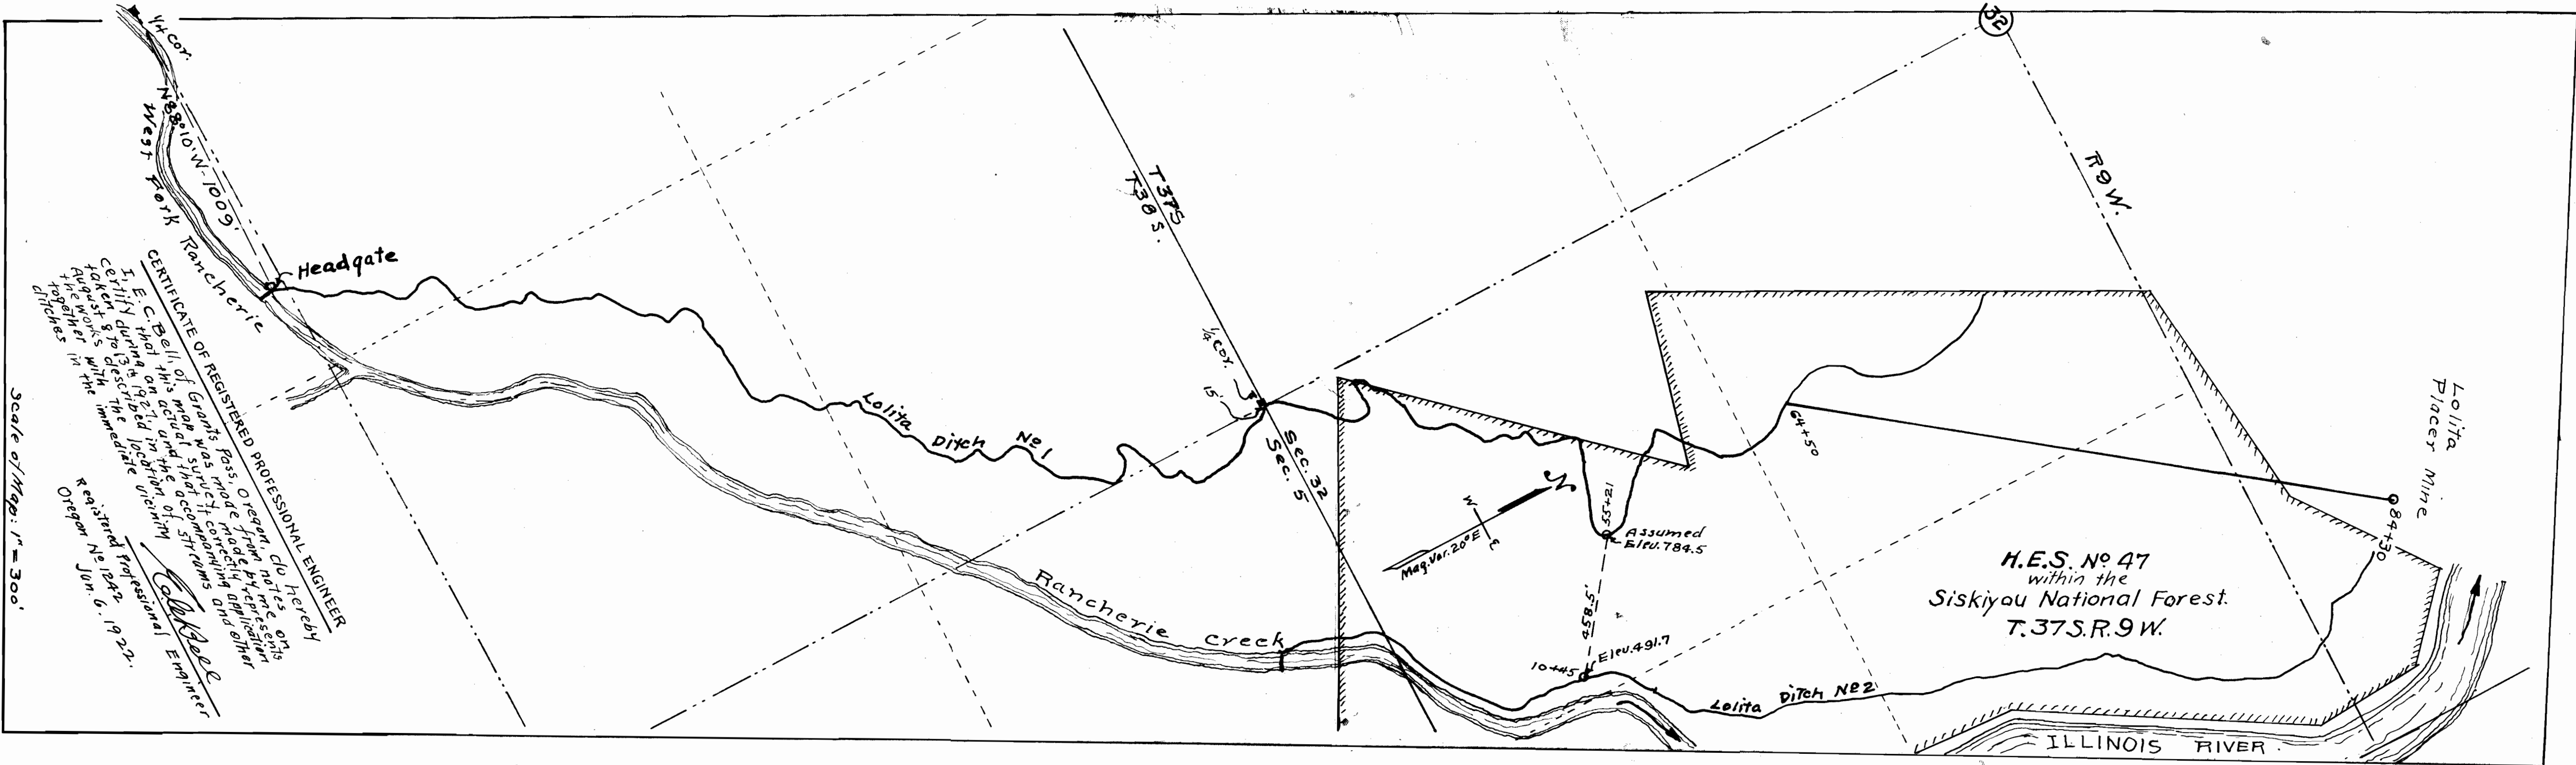 1/4 cor.
N88°10'W-1009'
West Fork Rancherie
Headgate
CERTIFICATE OF REGISTERED PROFESSIONAL ENGINEER
I, E.C. Bell, of Grants Pass, Oregon, do hereby
certify that this map was made from notes
taken during an actual survey made by me on
August 8 to 13th 1927, and that it correctly represents
the works described in the accompanying application
together with the location of streams and other
ditches in the immediate vicinity
Registered Professional Engineer
Oregon No 1242 Jun. 6. 1922.
Scale of Map: 1" = 300'
T37S
T.38S.
1/4 cor.
15'
Sec. 32
Sec. 5
Lolita Ditch No 1
Rancherie Creek
N
W
E
Mag. Var. 20°E
55+21
Assumed
Elev. 784.5
458.5'
Elev. 491.7
10+45
Lolita Ditch No 2
32
R9W.
64+50
84+30
Lolita
Placer Mine
H.E.S. No 47
within the
Siskiyou National Forest.
T.37S.R.9W.
ILLINOIS RIVER.